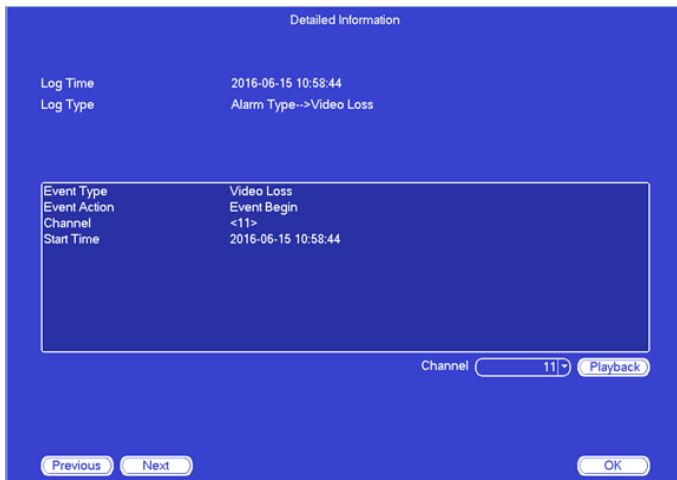 Detailed Information
Log Time 2016-06-15 10:58:44
Log Type Alarm Type-->Video Loss
Event Type Video Loss
Event Action Event Begin
Channel <11>
Start Time 2016-06-15 10:58:44
Channel 11 Playback
Previous Next OK